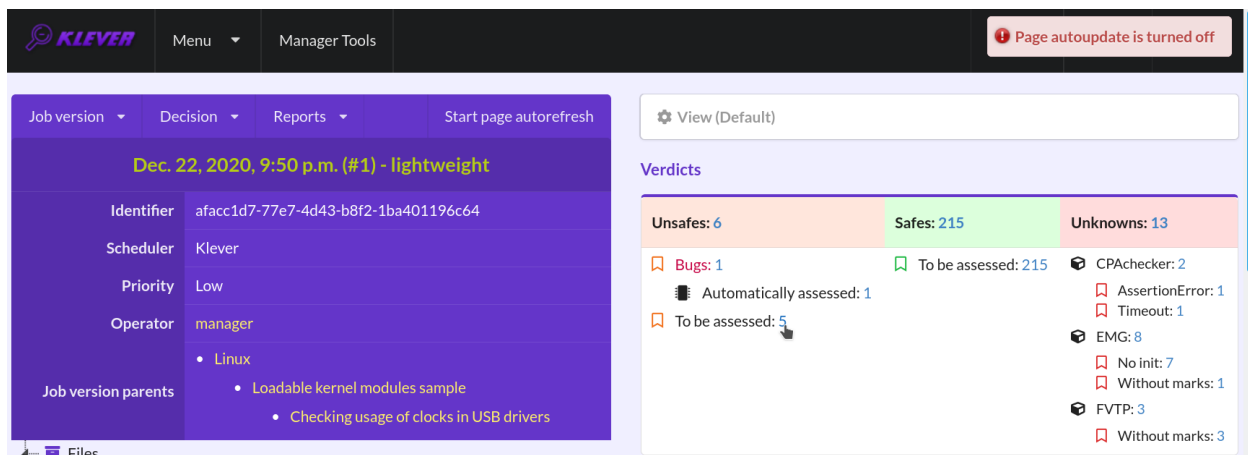 KLEVER
Menu
Manager Tools
Page autoupdate is turned off
Job version
Decision
Reports
Start page autorefresh
Dec. 22, 2020, 9:50 p.m. (#1) - lightweight
Identifier afacc1d7-77e7-4d43-b8f2-1ba401196c64
Scheduler Klever
Priority Low
Operator manager
Job version parents
Linux
Loadable kernel modules sample
Checking usage of clocks in USB drivers
Files
View (Default)
Verdicts
Unsafes: 6
Bugs: 1
Automatically assessed: 1
To be assessed: 5
Safes: 215
To be assessed: 215
Unknowns: 13
CPAchecker: 2
AssertionError: 1
Timeout: 1
EMG: 8
No init: 7
Without marks: 1
FVTP: 3
Without marks: 3